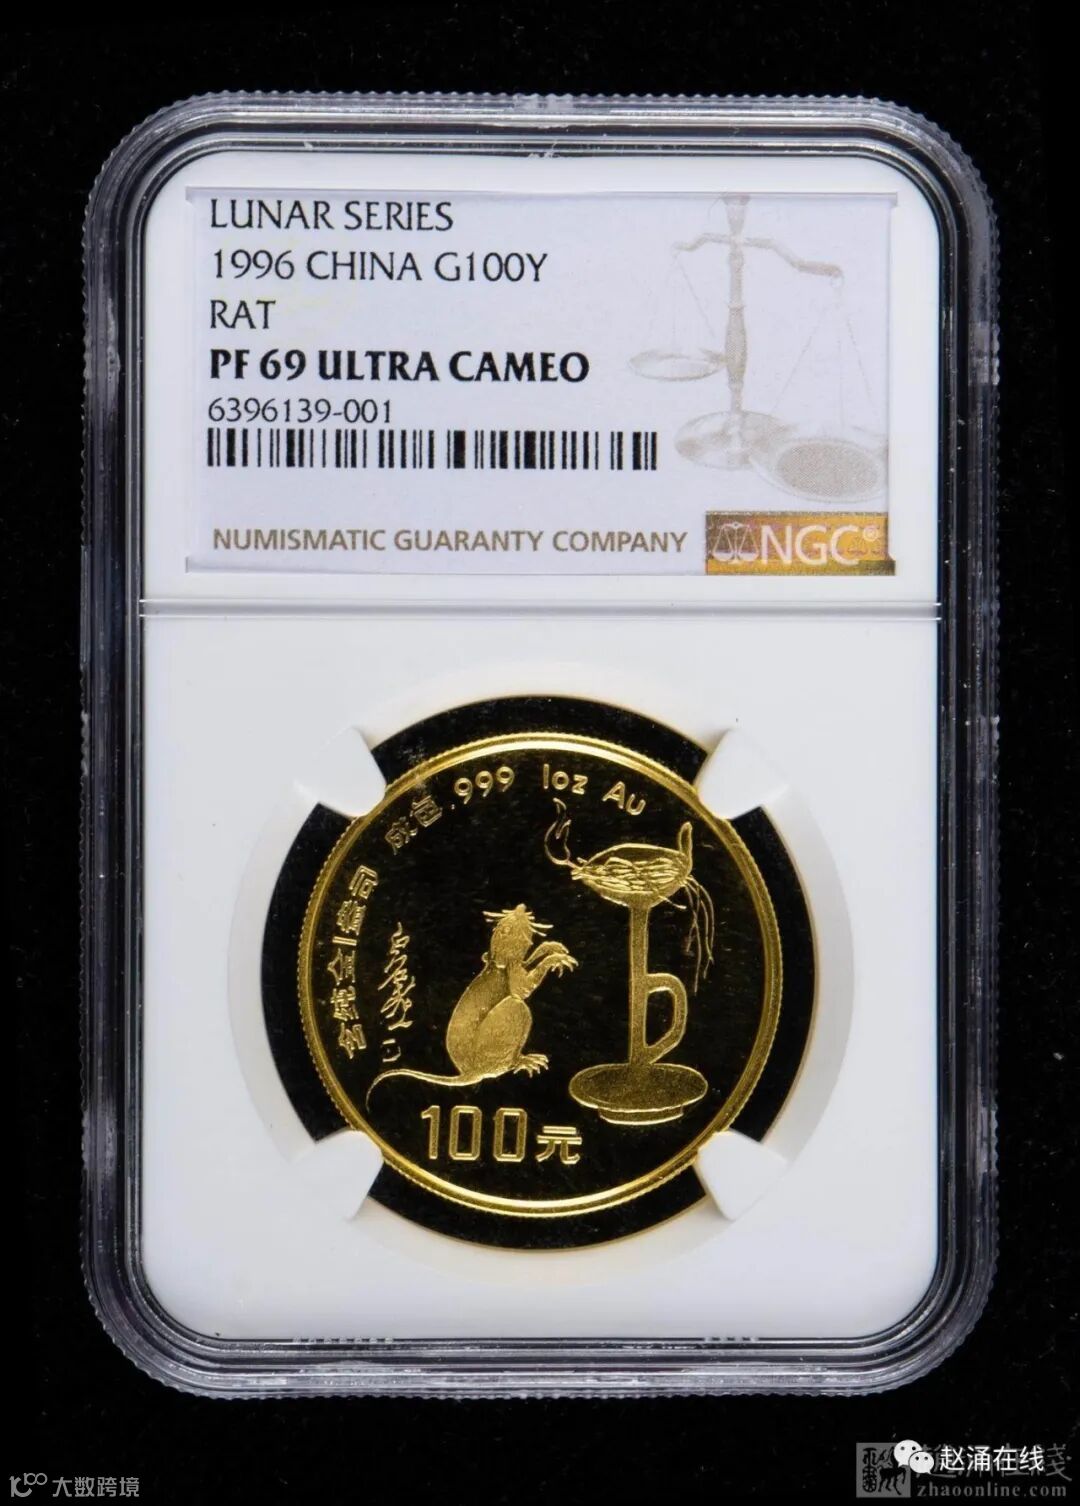 LUNAR SERIES
1996 CHINA G100Y
RAT
PF 69 ULTRA CAMEO
6396139-001
NUMISMATIC GUARANTY COMPANY
NGC
成色 .999 1oz Au
100元
大数跨境
赵涌在线
zhaoonline.com